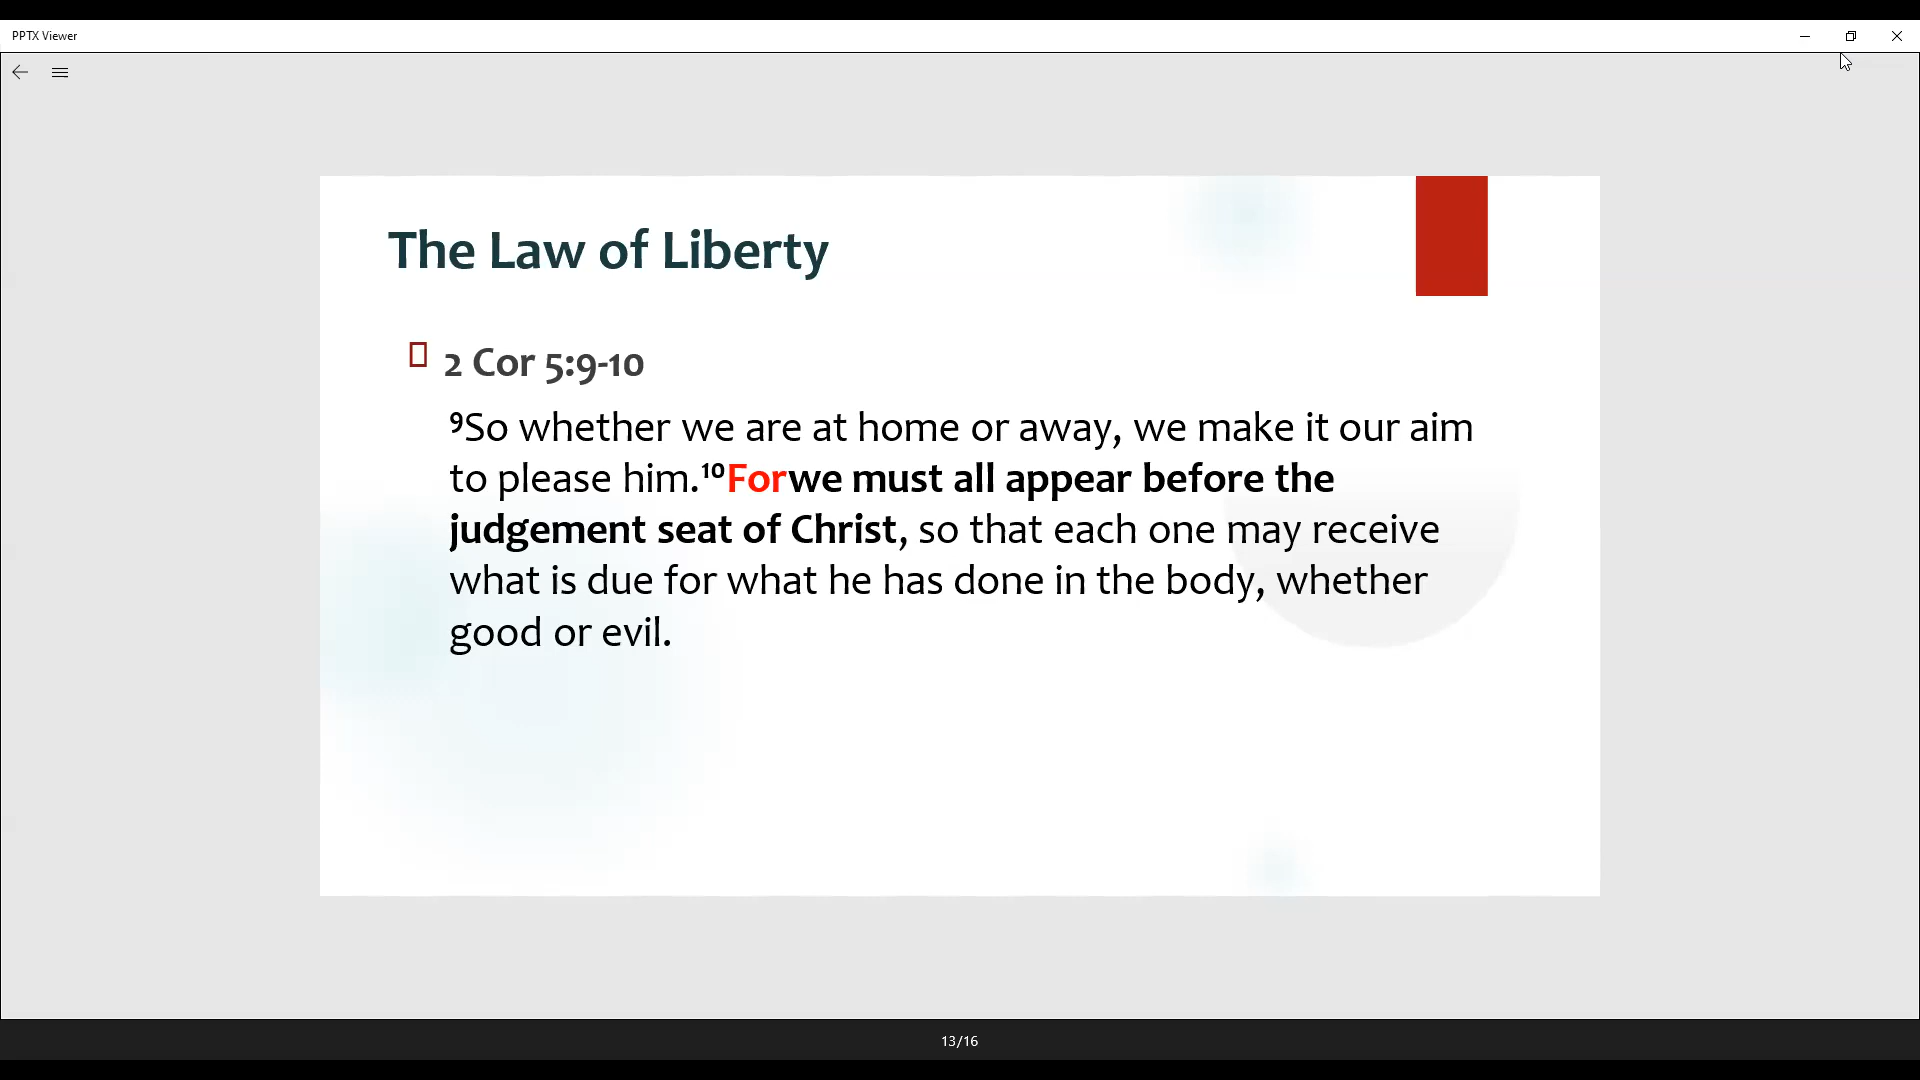 PPTX Viewer
The Law of Liberty
2 Cor 5:9-10
⁹So whether we are at home or away, we make it our aim
to please him.¹⁰Forwe must all appear before the
judgement seat of Christ, so that each one may receive
what is due for what he has done in the body, whether
good or evil.
13/16